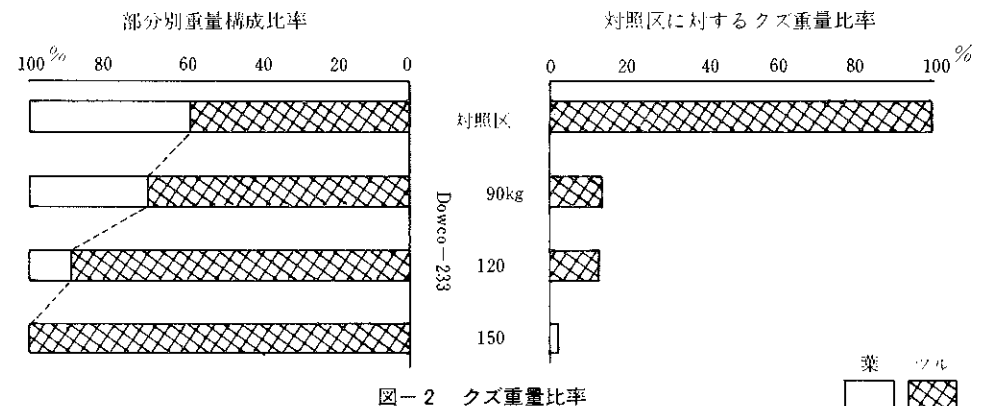 部分別重量構成比率
対照区に対するクズ重量比率
100 % 80 60 40 20 0
0 20 40 60 80 100 %
対照区
90kg
120
150
Dowco-233
葉 ツル
図-2 クズ重量比率